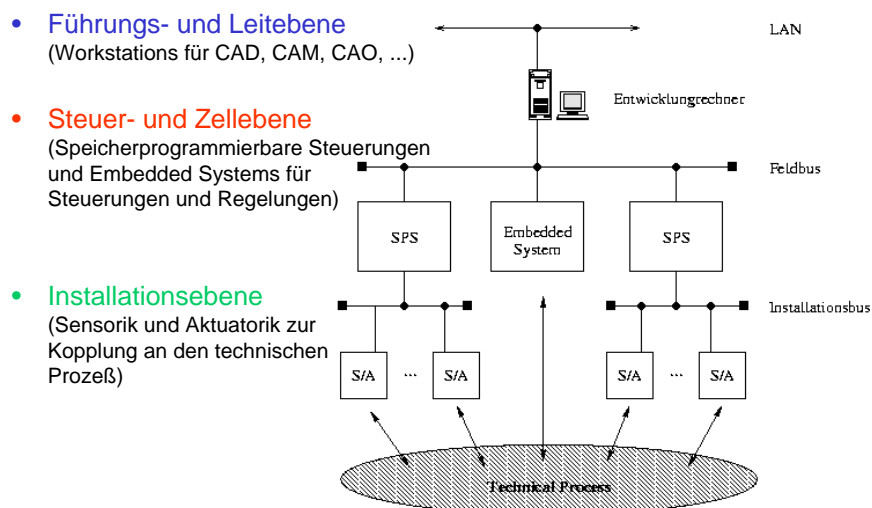 • Führungs- und Leitebene
(Workstations für CAD, CAM, CAO, ...)
• Steuer- und Zellebene
(Speicherprogrammierbare Steuerungen
und Embedded Systems für
Steuerungen und Regelungen)
• Installationsebene
(Sensorik und Aktuatorik zur
Kopplung an den technischen
Prozeß)
LAN
Entwicklungrechner
Feldbus
SPS
Embedded
System
SPS
Installationsbus
S/A
...
S/A
S/A
...
S/A
Technical Process